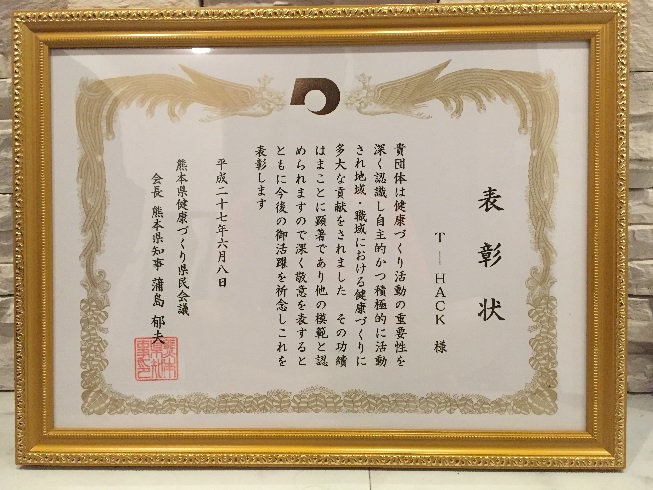 表彰状
T－HACK 様
貴団体は健康づくり活動の重要性を
深く認識し自主的かつ積極的に活動
され地域・職域における健康づくりに
多大な貢献をされました その功績
はまことに顕著であり他の模範と認
められますので深く敬意を表すると
ともに今後の御活躍を祈念しこれを
表彰します
平成二十七年六月八日
熊本県健康づくり県民会議
会長 熊本県知事 蒲島 郁夫